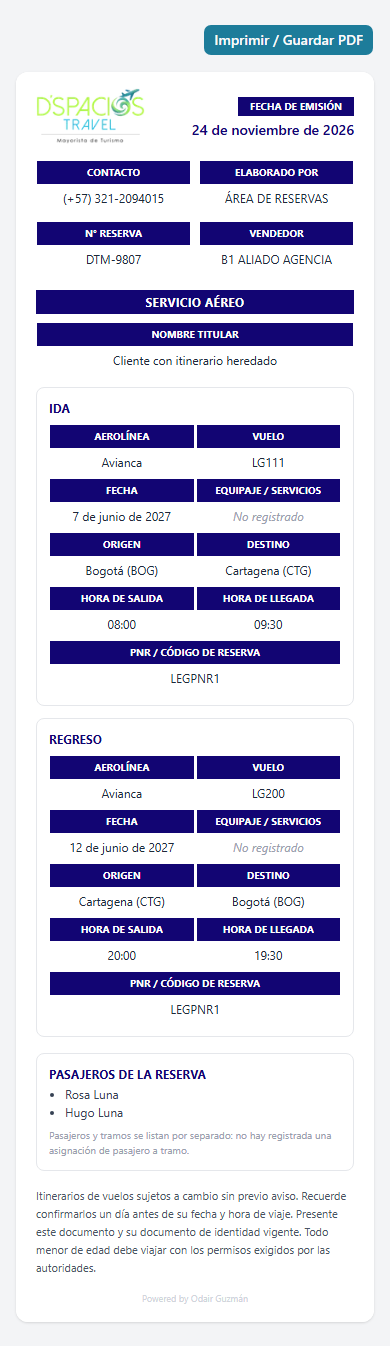 Imprimir / Guardar PDF
D'SPACIOS
TRAVEL
Mayorista de Turismo
FECHA DE EMISIÓN
24 de noviembre de 2026
CONTACTO
ELABORADO POR
(+57) 321-2094015
ÁREA DE RESERVAS
N° RESERVA
VENDEDOR
DTM-9807
B1 ALIADO AGENCIA
SERVICIO AÉREO
NOMBRE TITULAR
Cliente con itinerario heredado
IDA
AEROLÍNEA
VUELO
Avianca
LG111
FECHA
EQUIPAJE / SERVICIOS
7 de junio de 2027
No registrado
ORIGEN
DESTINO
Bogotá (BOG)
Cartagena (CTG)
HORA DE SALIDA
HORA DE LLEGADA
08:00
09:30
PNR / CÓDIGO DE RESERVA
LEGPNR1
REGRESO
AEROLÍNEA
VUELO
Avianca
LG200
FECHA
EQUIPAJE / SERVICIOS
12 de junio de 2027
No registrado
ORIGEN
DESTINO
Cartagena (CTG)
Bogotá (BOG)
HORA DE SALIDA
HORA DE LLEGADA
20:00
19:30
PNR / CÓDIGO DE RESERVA
LEGPNR1
PASAJEROS DE LA RESERVA
• Rosa Luna
• Hugo Luna
Pasajeros y tramos se listan por separado: no hay registrada una
asignación de pasajero a tramo.
Itinerarios de vuelos sujetos a cambio sin previo aviso. Recuerde
confirmarlos un día antes de su fecha y hora de viaje. Presente
este documento y su documento de identidad vigente. Todo
menor de edad debe viajar con los permisos exigidos por las
autoridades.
Powered by Odair Guzmán